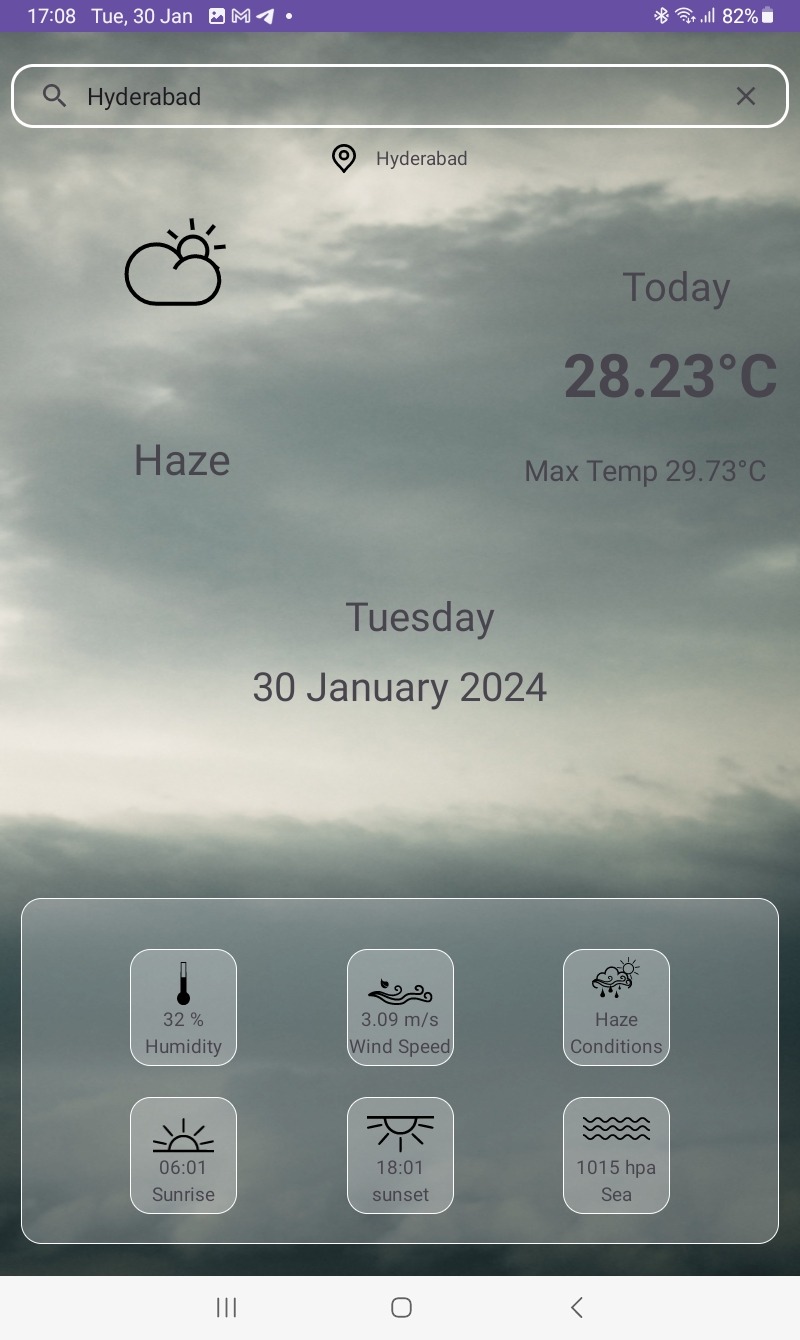 17:08 Tue, 30 Jan 82%
Hyderabad
Hyderabad
Today
28.23°C
Haze
Max Temp 29.73°C
Tuesday
30 January 2024
32 % 3.09 m/s Haze
Humidity Wind Speed Conditions
06:01 18:01 1015 hpa
Sunrise sunset Sea